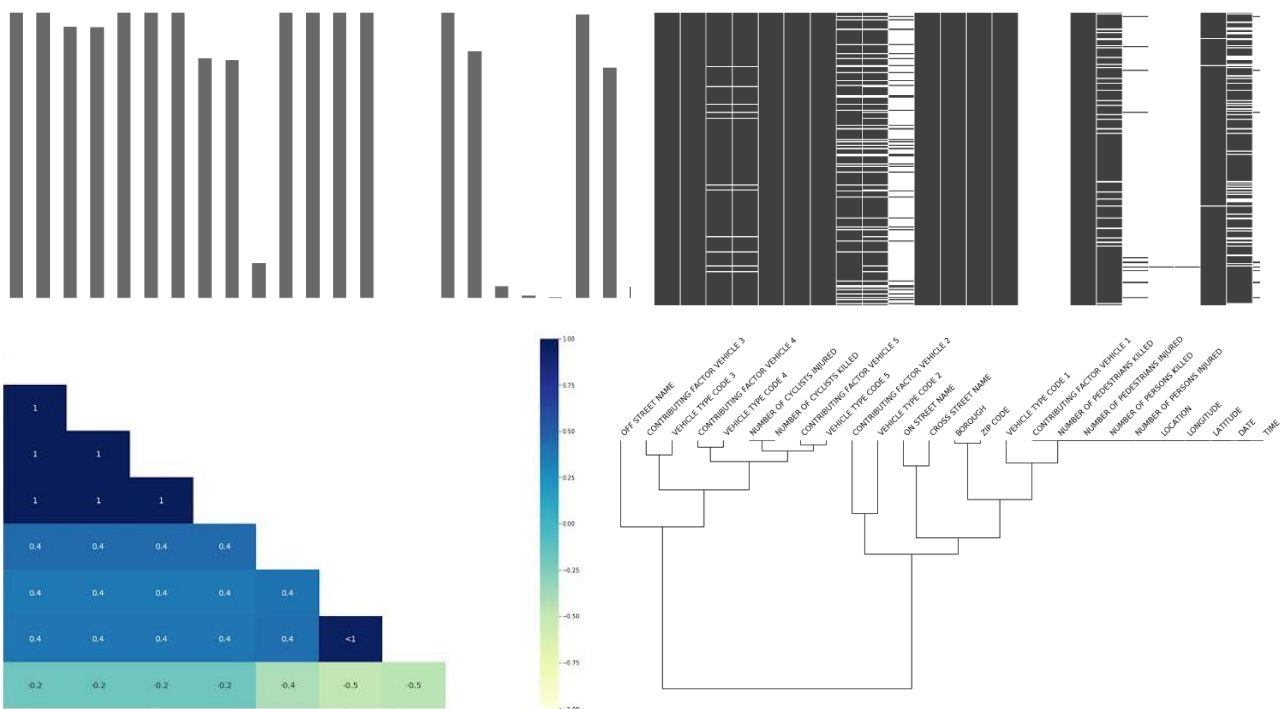 1.00
0.75
0.50
0.25
0.00
−0.25
−0.50
−0.75
−1.00
1
1 1
1 1 1
0.4 0.4 0.4 0.4
0.4 0.4 0.4 0.4 0.4
0.4 0.4 0.4 0.4 0.4 <1
-0.2 -0.2 -0.2 -0.2 -0.4 -0.5 -0.5
OFF STREET NAME
CONTRIBUTING FACTOR VEHICLE 3
VEHICLE TYPE CODE 3
CONTRIBUTING FACTOR VEHICLE 4
VEHICLE TYPE CODE 4
NUMBER OF CYCLISTS INJURED
NUMBER OF CYCLISTS KILLED
CONTRIBUTING FACTOR VEHICLE 5
VEHICLE TYPE CODE 5
CONTRIBUTING FACTOR VEHICLE 2
VEHICLE TYPE CODE 2
ON STREET NAME
CROSS STREET NAME
BOROUGH
ZIP CODE
VEHICLE TYPE CODE 1
CONTRIBUTING FACTOR VEHICLE 1
NUMBER OF PEDESTRIANS KILLED
NUMBER OF PEDESTRIANS INJURED
NUMBER OF PERSONS KILLED
NUMBER OF PERSONS INJURED
LOCATION
LONGITUDE
LATITUDE
DATE
TIME